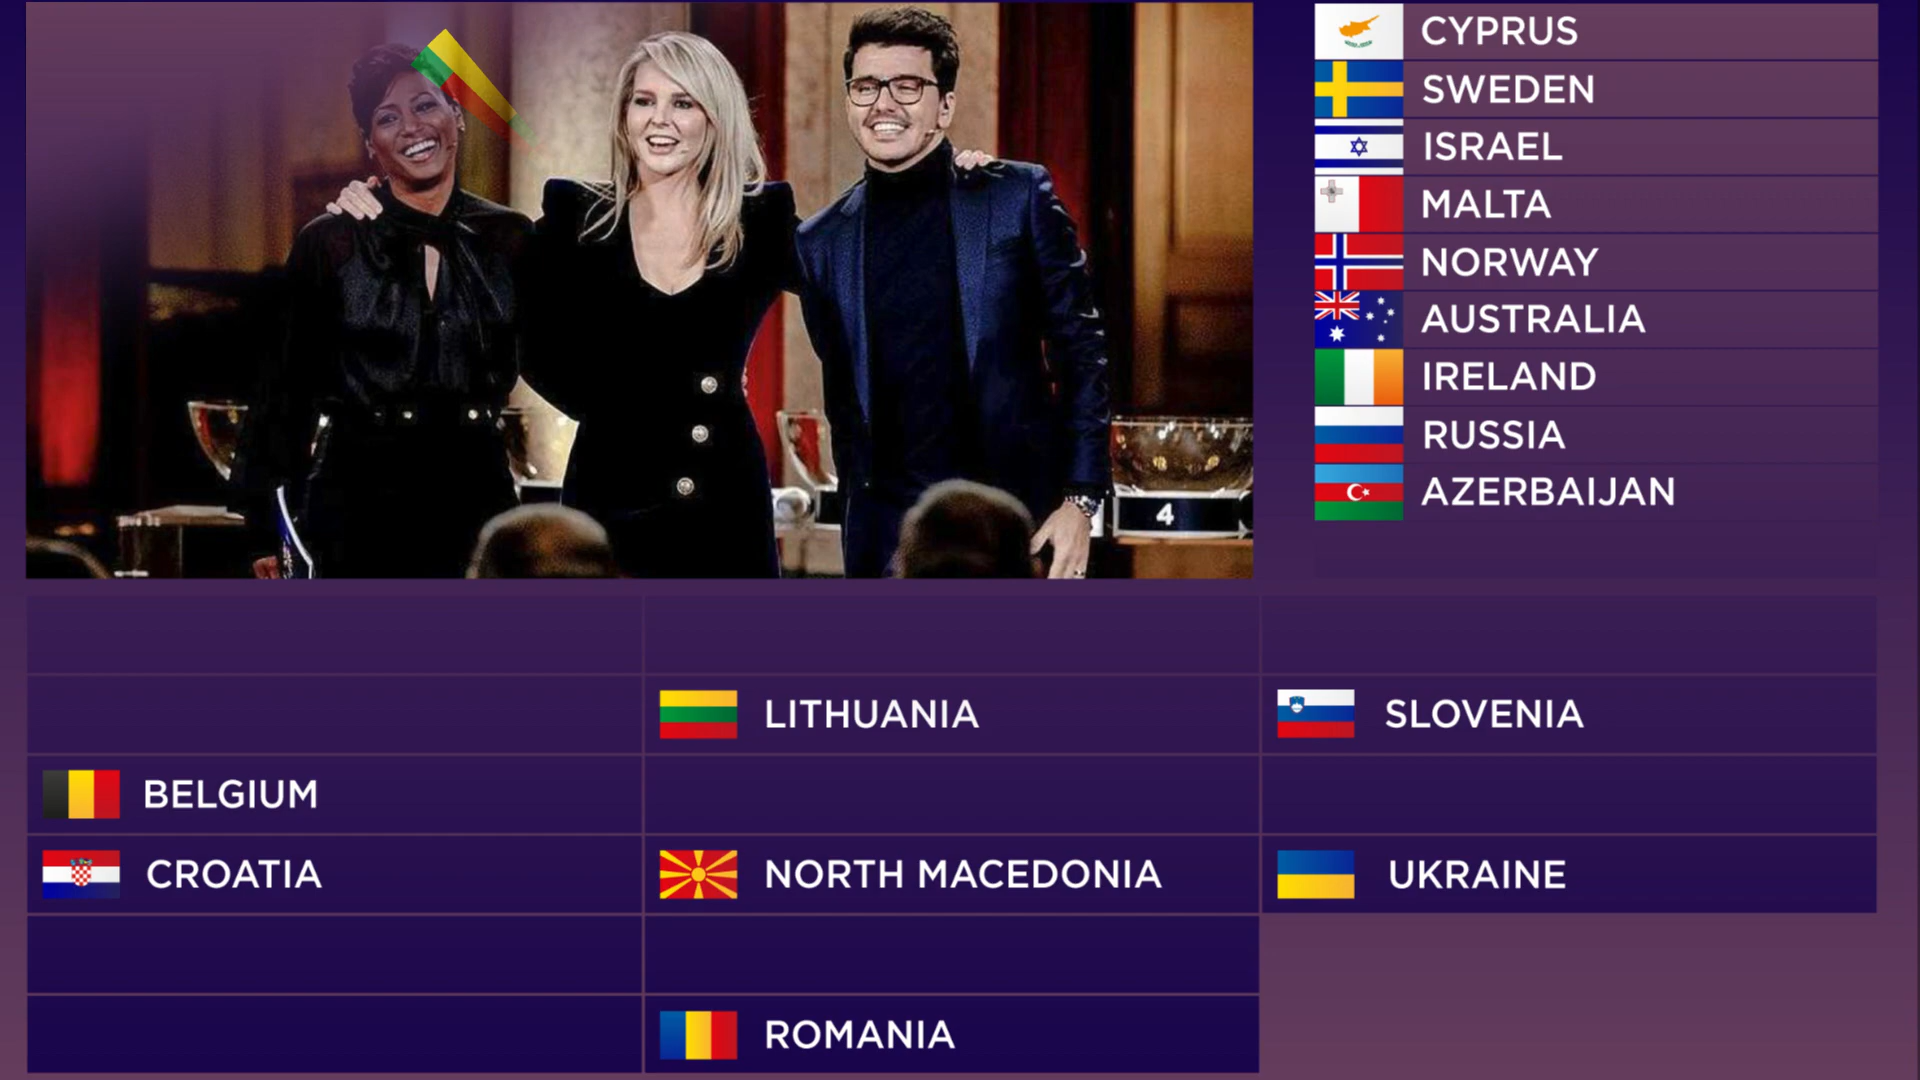 CYPRUS
SWEDEN
ISRAEL
MALTA
NORWAY
AUSTRALIA
IRELAND
RUSSIA
AZERBAIJAN
4
LITHUANIA
SLOVENIA
BELGIUM
CROATIA
NORTH MACEDONIA
UKRAINE
ROMANIA